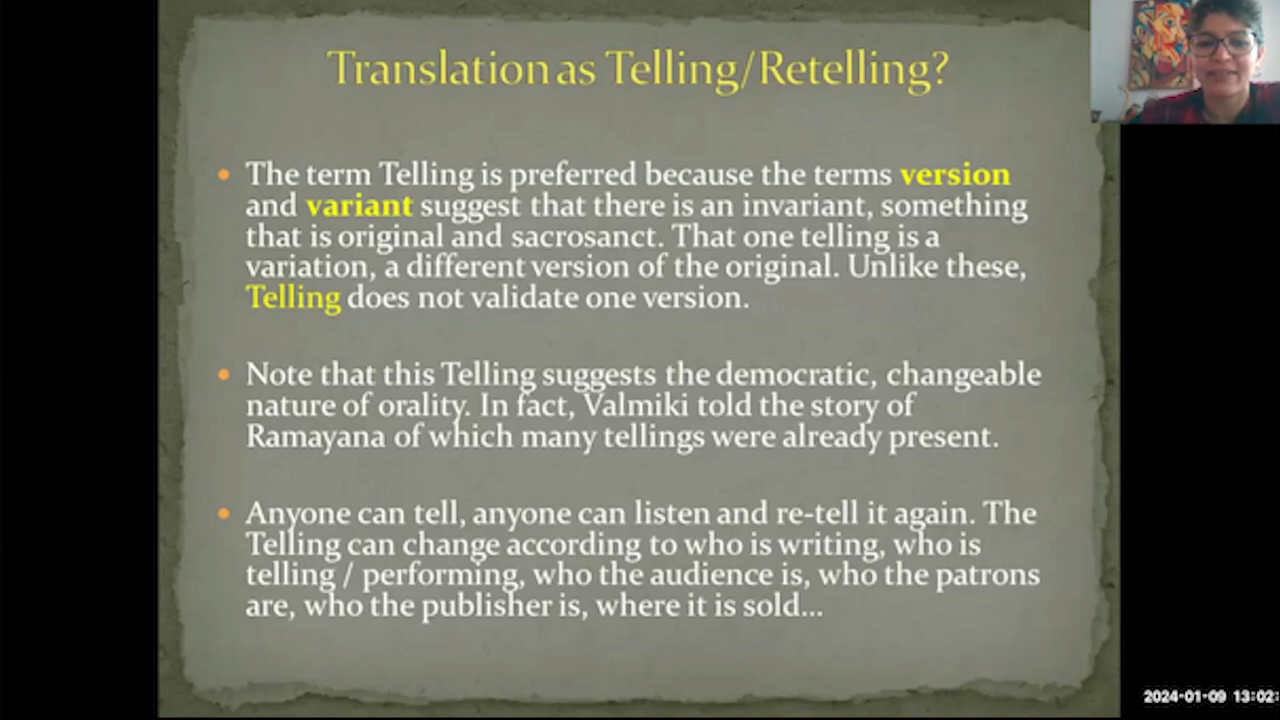 Translation as Telling/Retelling?
• The term Telling is preferred because the terms version
and variant suggest that there is an invariant, something
that is original and sacrosanct. That one telling is a
variation, a different version of the original. Unlike these,
Telling does not validate one version.
• Note that this Telling suggests the democratic, changeable
nature of orality. In fact, Valmiki told the story of
Ramayana of which many tellings were already present.
• Anyone can tell, anyone can listen and re-tell it again. The
Telling can change according to who is writing, who is
telling / performing, who the audience is, who the patrons
are, who the publisher is, where it is sold...
2024-01-09 13:02: